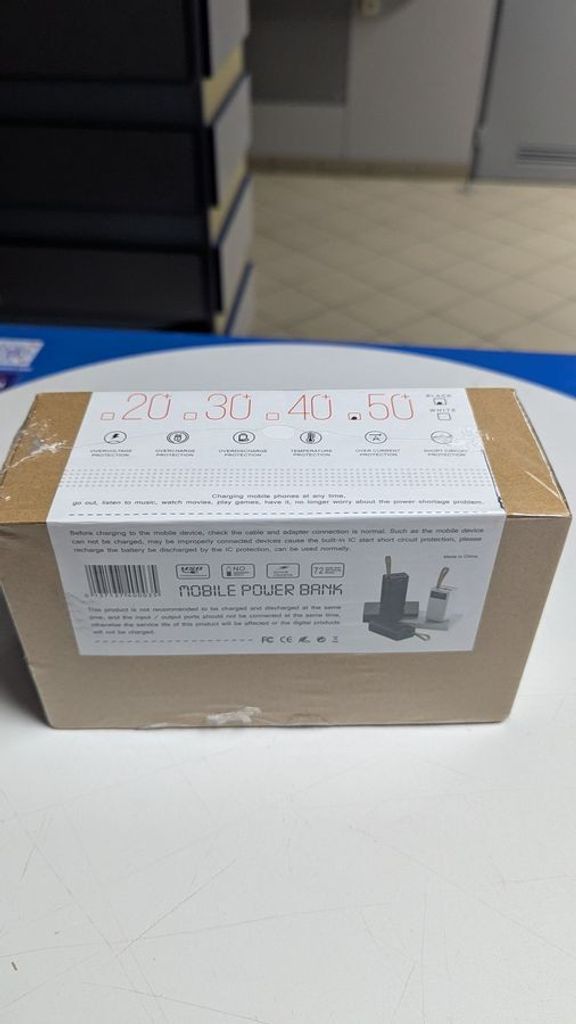 20+ 30+ 40+ 50+
BLACK
WHITE
OVERVOLTAGE PROTECTION
OVERCHARGE PROTECTION
OVERDISCHARGE PROTECTION
TEMPERATURE PROTECTION
OVER CURRENT PROTECTION
SHORT CIRCUIT PROTECTION
Charging mobile phones at any time,
go out, listen to music, watch movies, play games, have it, no longer worry about the power shortage problem.
Before charging to the mobile device, check the cable and adapter connection is normal. Such as the mobile device
can not be charged, may be improperly connected devices cause the built-in IC start short circuit protection, please
recharge the battery be discharged by the IC protection, can be used normally.
Made in China
USB
NO
72
MOBILE POWER BANK
This product is not recommended to be charged and discharged at the same
time, and the input / output ports should not be connected at the same time,
otherwise the service life of this product will be affected or the digital products
will not be charged.
FC CE